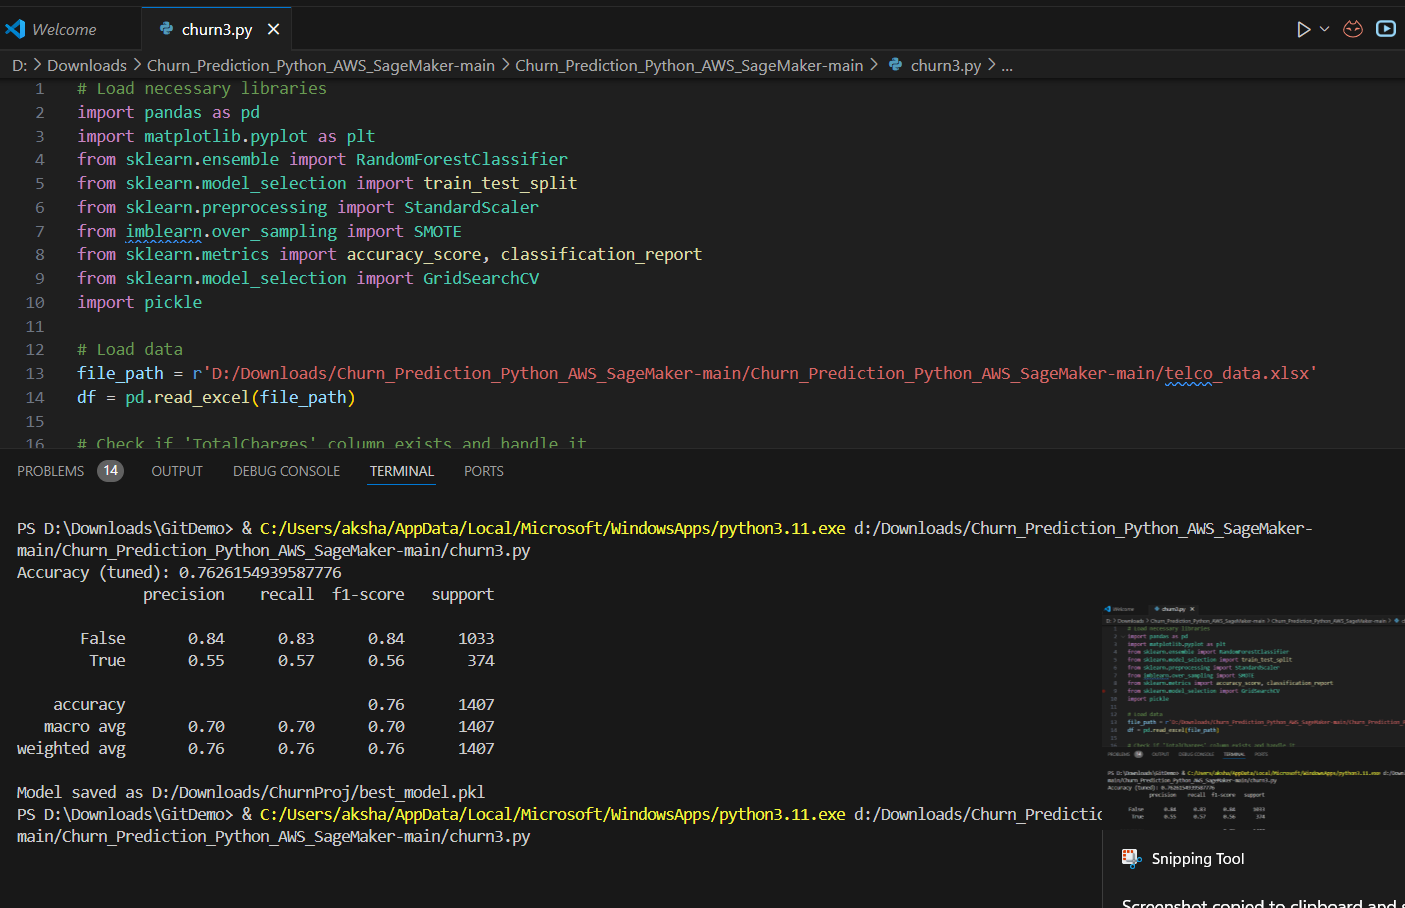 Welcome churn3.py
D: > Downloads > Churn_Prediction_Python_AWS_SageMaker-main > Churn_Prediction_Python_AWS_SageMaker-main > churn3.py > ...
1 # Load necessary libraries
2 import pandas as pd
3 import matplotlib.pyplot as plt
4 from sklearn.ensemble import RandomForestClassifier
5 from sklearn.model_selection import train_test_split
6 from sklearn.preprocessing import StandardScaler
7 from imblearn.over_sampling import SMOTE
8 from sklearn.metrics import accuracy_score, classification_report
9 from sklearn.model_selection import GridSearchCV
10 import pickle
11
12 # Load data
13 file_path = r'D:/Downloads/Churn_Prediction_Python_AWS_SageMaker-main/Churn_Prediction_Python_AWS_SageMaker-main/telco_data.xlsx'
14 df = pd.read_excel(file_path)
15
16 # Check if 'TotalCharges' column exists and handle it
PROBLEMS 14 OUTPUT DEBUG CONSOLE TERMINAL PORTS
PS D:\Downloads\GitDemo> & C:/Users/aksha/AppData/Local/Microsoft/WindowsApps/python3.11.exe d:/Downloads/Churn_Prediction_Python_AWS_SageMaker-
main/Churn_Prediction_Python_AWS_SageMaker-main/churn3.py
Accuracy (tuned): 0.7626154939587776
precision recall f1-score support
False 0.84 0.83 0.84 1033
True 0.55 0.57 0.56 374
accuracy 0.76 1407
macro avg 0.70 0.70 0.70 1407
weighted avg 0.76 0.76 0.76 1407
Model saved as D:/Downloads/ChurnProj/best_model.pkl
PS D:\Downloads\GitDemo> & C:/Users/aksha/AppData/Local/Microsoft/WindowsApps/python3.11.exe d:/Downloads/Churn_Predictio
main/Churn_Prediction_Python_AWS_SageMaker-main/churn3.py
Snipping Tool
Screenshot copied to clipboard and